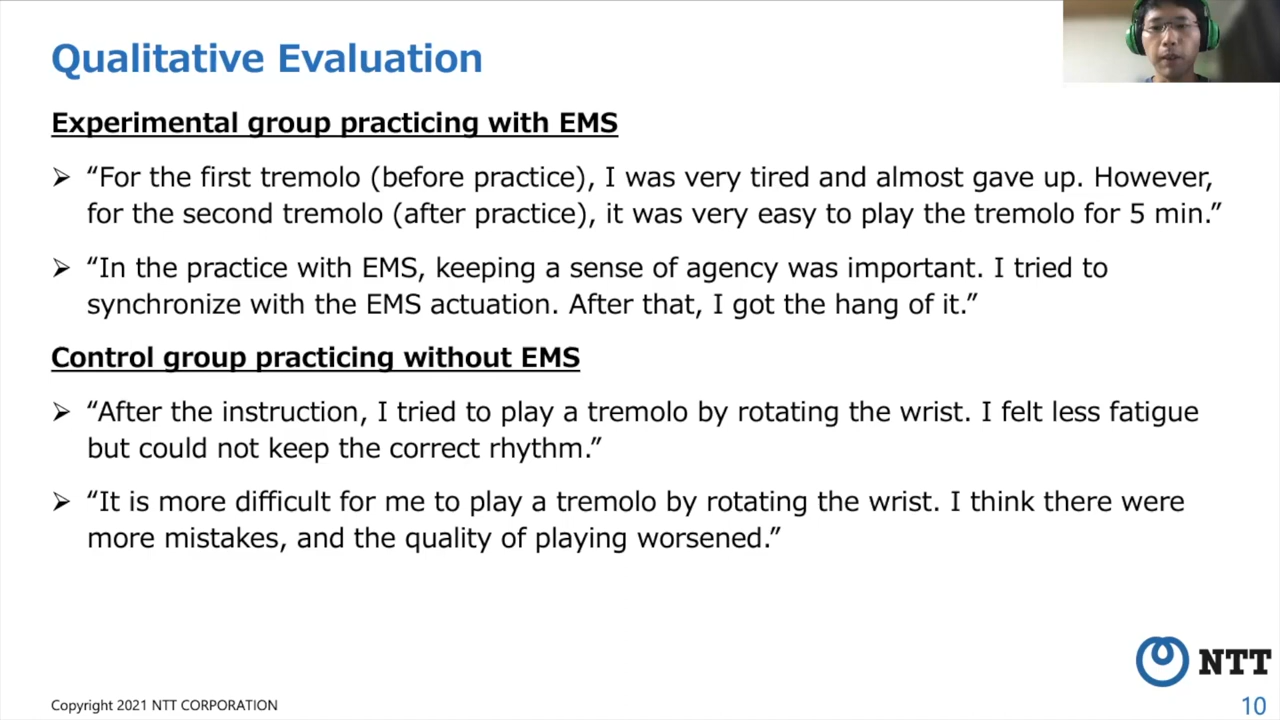 Qualitative Evaluation
Experimental group practicing with EMS
➢ “For the first tremolo (before practice), I was very tired and almost gave up. However,
for the second tremolo (after practice), it was very easy to play the tremolo for 5 min.”
➢ “In the practice with EMS, keeping a sense of agency was important. I tried to
synchronize with the EMS actuation. After that, I got the hang of it.”
Control group practicing without EMS
➢ “After the instruction, I tried to play a tremolo by rotating the wrist. I felt less fatigue
but could not keep the correct rhythm.”
➢ “It is more difficult for me to play a tremolo by rotating the wrist. I think there were
more mistakes, and the quality of playing worsened.”
NTT
Copyright 2021 NTT CORPORATION
10